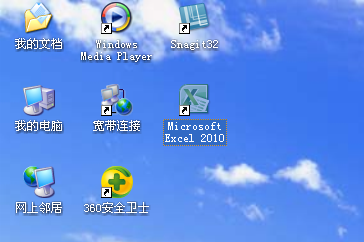 我的文档
Windows
Media Player
Snagit32
我的电脑
宽带连接
Microsoft
Excel 2010
网上邻居
360安全卫士